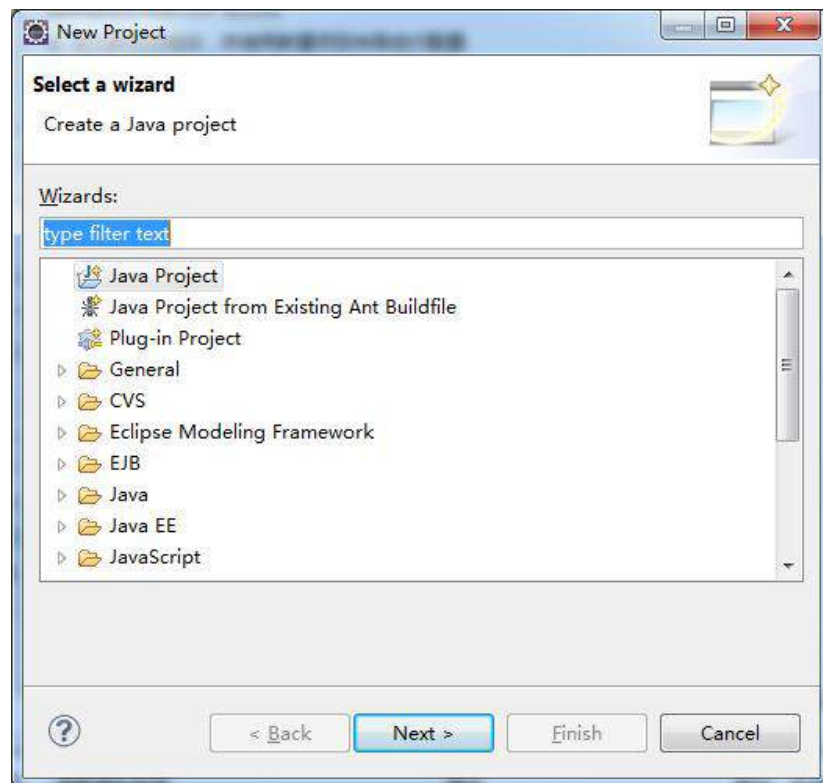 New Project
Select a wizard
Create a Java project
Wizards:
type filter text
Java Project
Java Project from Existing Ant Buildfile
Plug-in Project
General
CVS
Eclipse Modeling Framework
EJB
Java
Java EE
JavaScript
< Back
Next >
Finish
Cancel